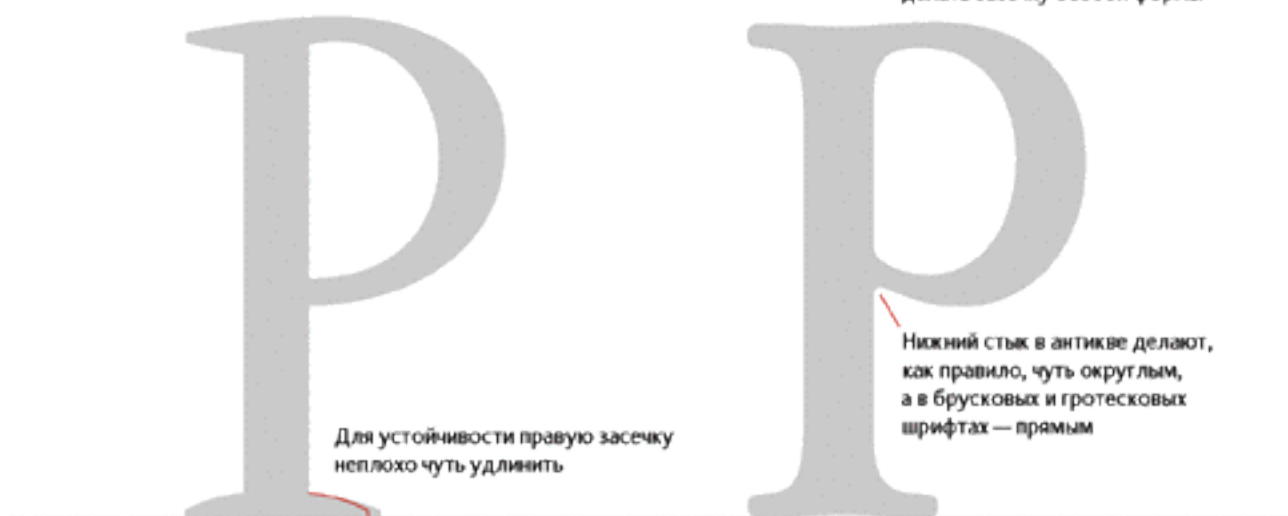 Р Р
Для устойчивости правую засечку
неплохо чуть удлинить
Нижний стык в антикве делают,
как правило, чуть округлым,
а в брусковых и гротесковых
шрифтах — прямым